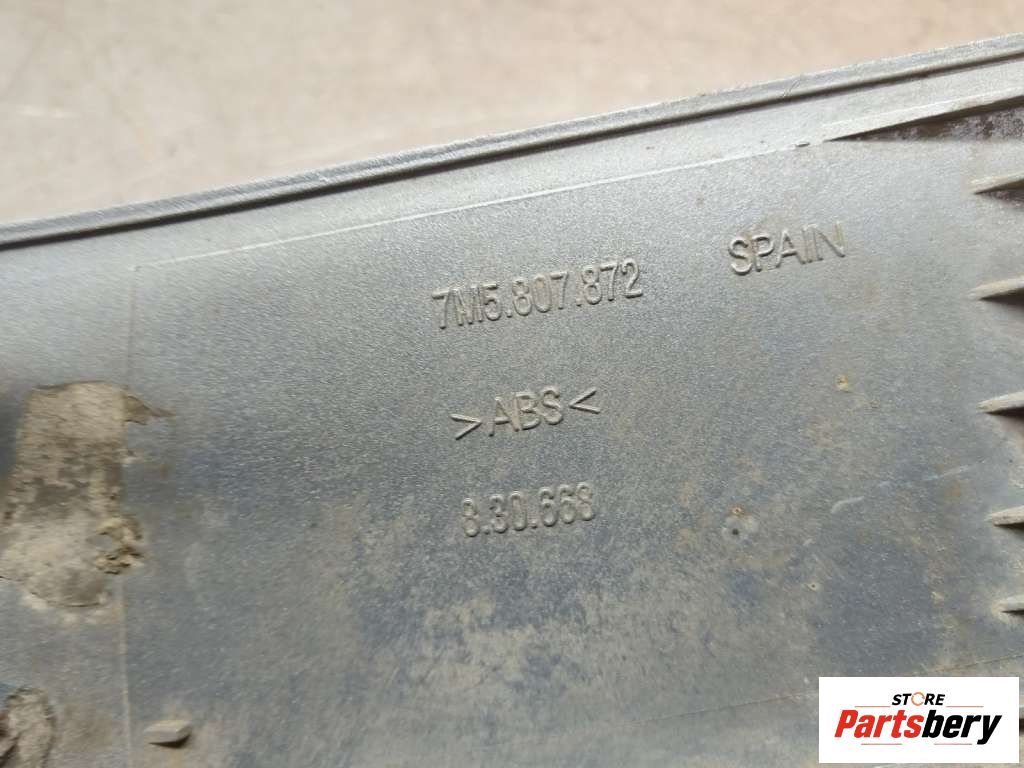 7M5.807.872 SPAIN
>ABS<
8.30.668
STORE
Partsbery